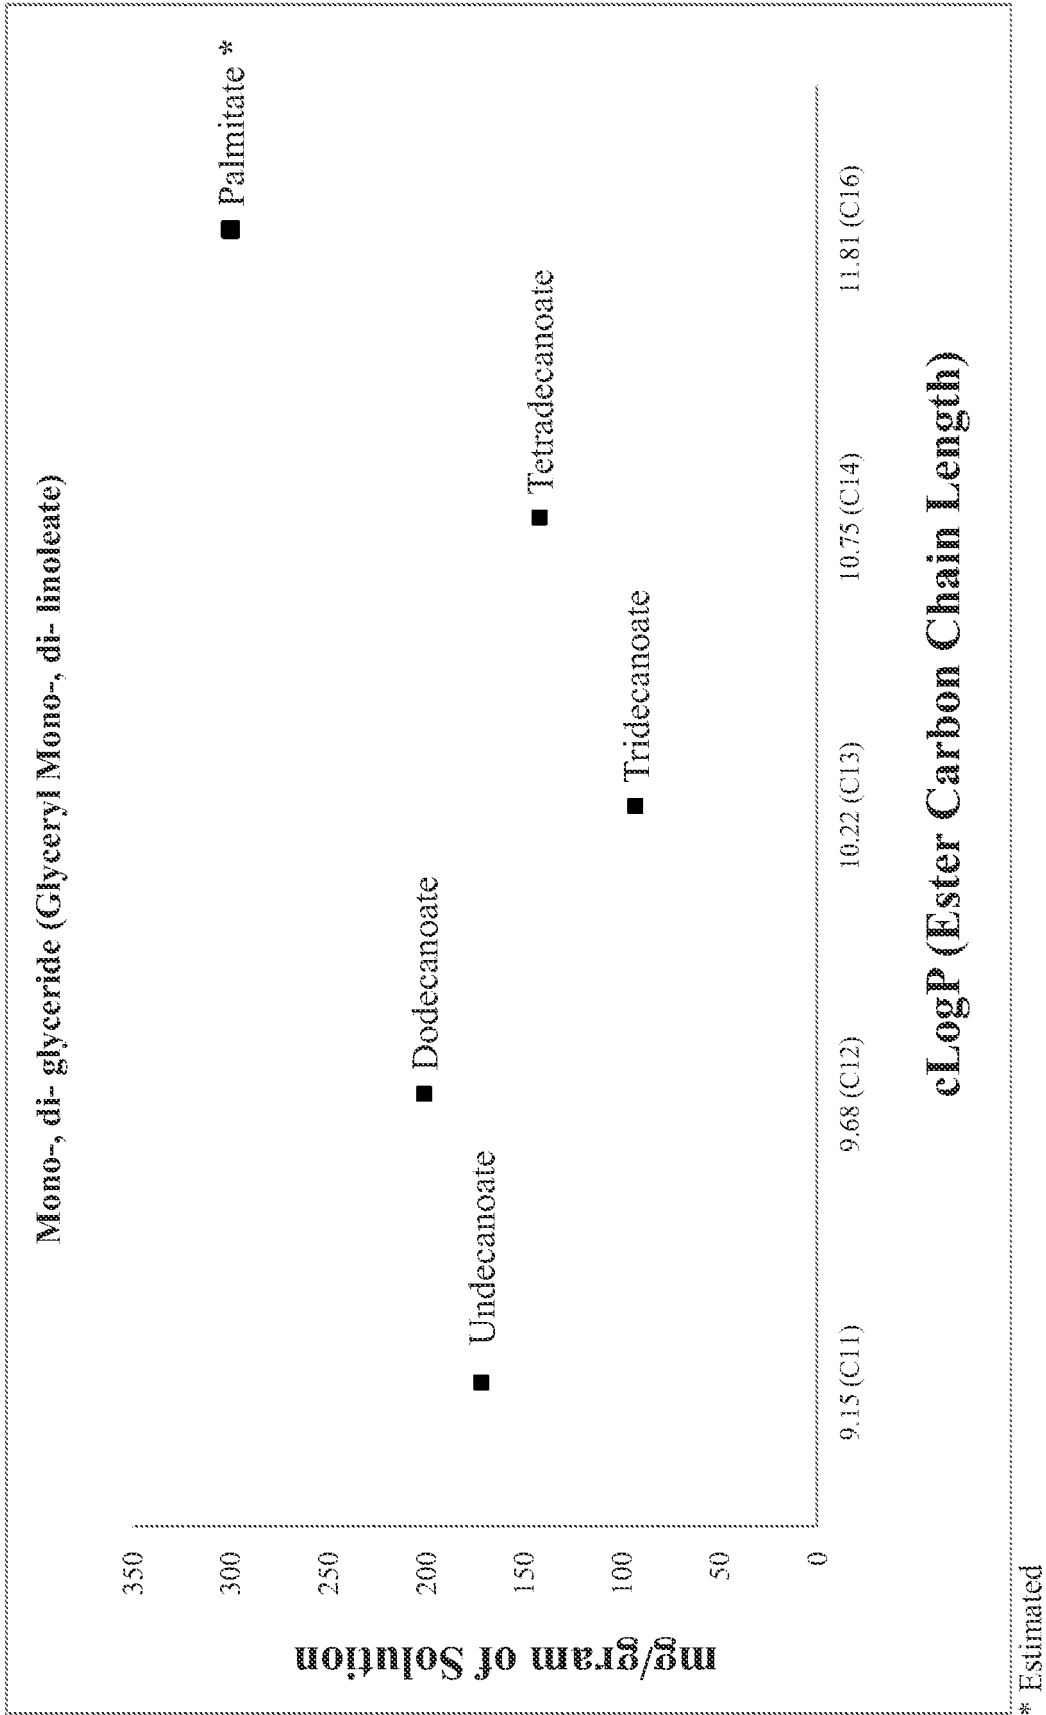 Mono-, di- glyceride (Glyceryl Mono-, di- linoleate)
mg/gram of Solution
350
300
250
200
150
100
50
0
Undecanoate
Dodecanoate
Tridecanoate
Tetradecanoate
Palmitate *
9.15 (C11)
9.68 (C12)
10.22 (C13)
10.75 (C14)
11.81 (C16)
cLogP (Ester Carbon Chain Length)
* Estimated